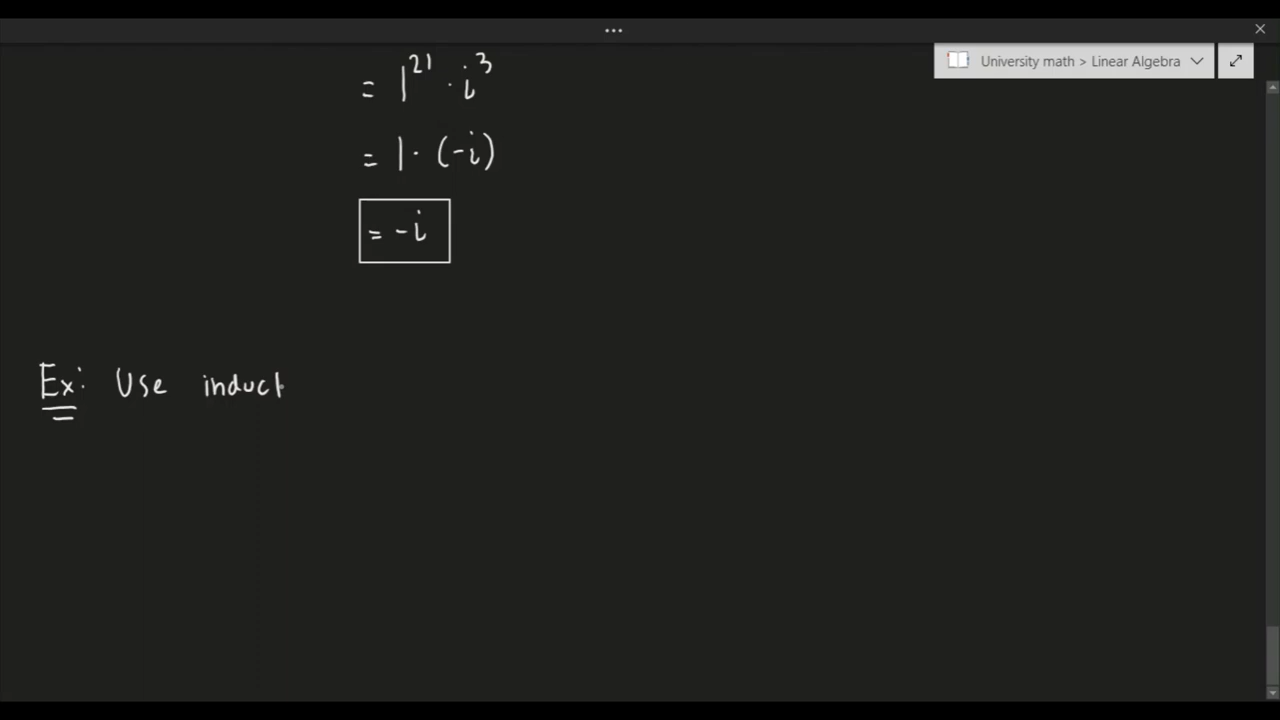 ...
University math > Linear Algebra
= 1²¹ · i³
= 1 · (-i)
= -i
Ex: Use induct